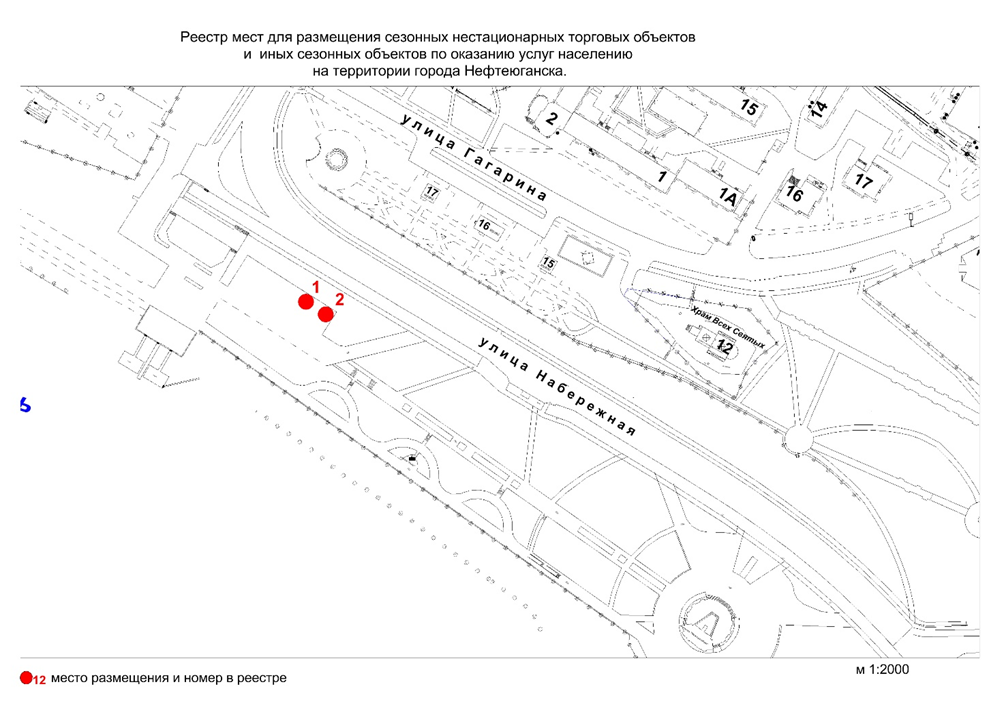 Реестр мест для размещения сезонных нестационарных торговых объектов
и иных сезонных объектов по оказанию услуг населению
на территории города Нефтеюганска.
улица Гагарина
2
15
14
1
1А
16
17
17
16
15
1
2
Храм Всех Святых
12
улица Набережная
12 место размещения и номер в реестре
м 1:2000